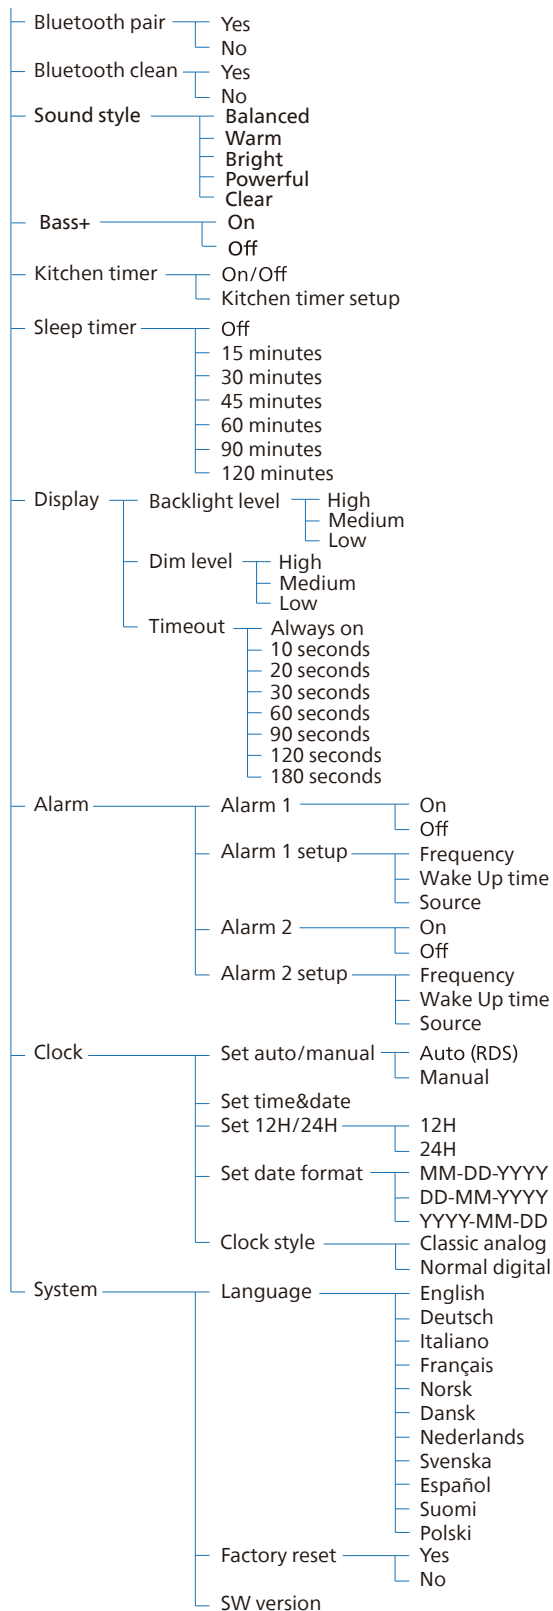 Bluetooth pair Yes
No
Bluetooth clean Yes
No
Sound style Balanced
Warm
Bright
Powerful
Clear
Bass+ On
Off
Kitchen timer On/Off
Kitchen timer setup
Sleep timer Off
15 minutes
30 minutes
45 minutes
60 minutes
90 minutes
120 minutes
Display Backlight level High
Medium
Low
Dim level High
Medium
Low
Timeout Always on
10 seconds
20 seconds
30 seconds
60 seconds
90 seconds
120 seconds
180 seconds
Alarm Alarm 1 On
Off
Alarm 1 setup Frequency
Wake Up time
Source
Alarm 2 On
Off
Alarm 2 setup Frequency
Wake Up time
Source
Clock Set auto/manual Auto (RDS)
Manual
Set time&date
Set 12H/24H 12H
24H
Set date format MM-DD-YYYY
DD-MM-YYYY
YYYY-MM-DD
Clock style Classic analog
Normal digital
System Language English
Deutsch
Italiano
Français
Norsk
Dansk
Nederlands
Svenska
Español
Suomi
Polski
Factory reset Yes
No
SW version